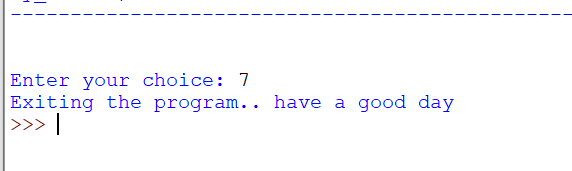 Enter your choice: 7
Exiting the program.. have a good day
>>>